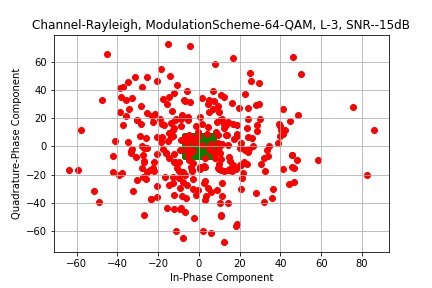 Channel-Rayleigh, ModulationScheme-64-QAM, L-3, SNR--15dB
60
40
20
0
−20
−40
−60
Quadrature-Phase Component
−60 −40 −20 0 20 40 60 80
In-Phase Component